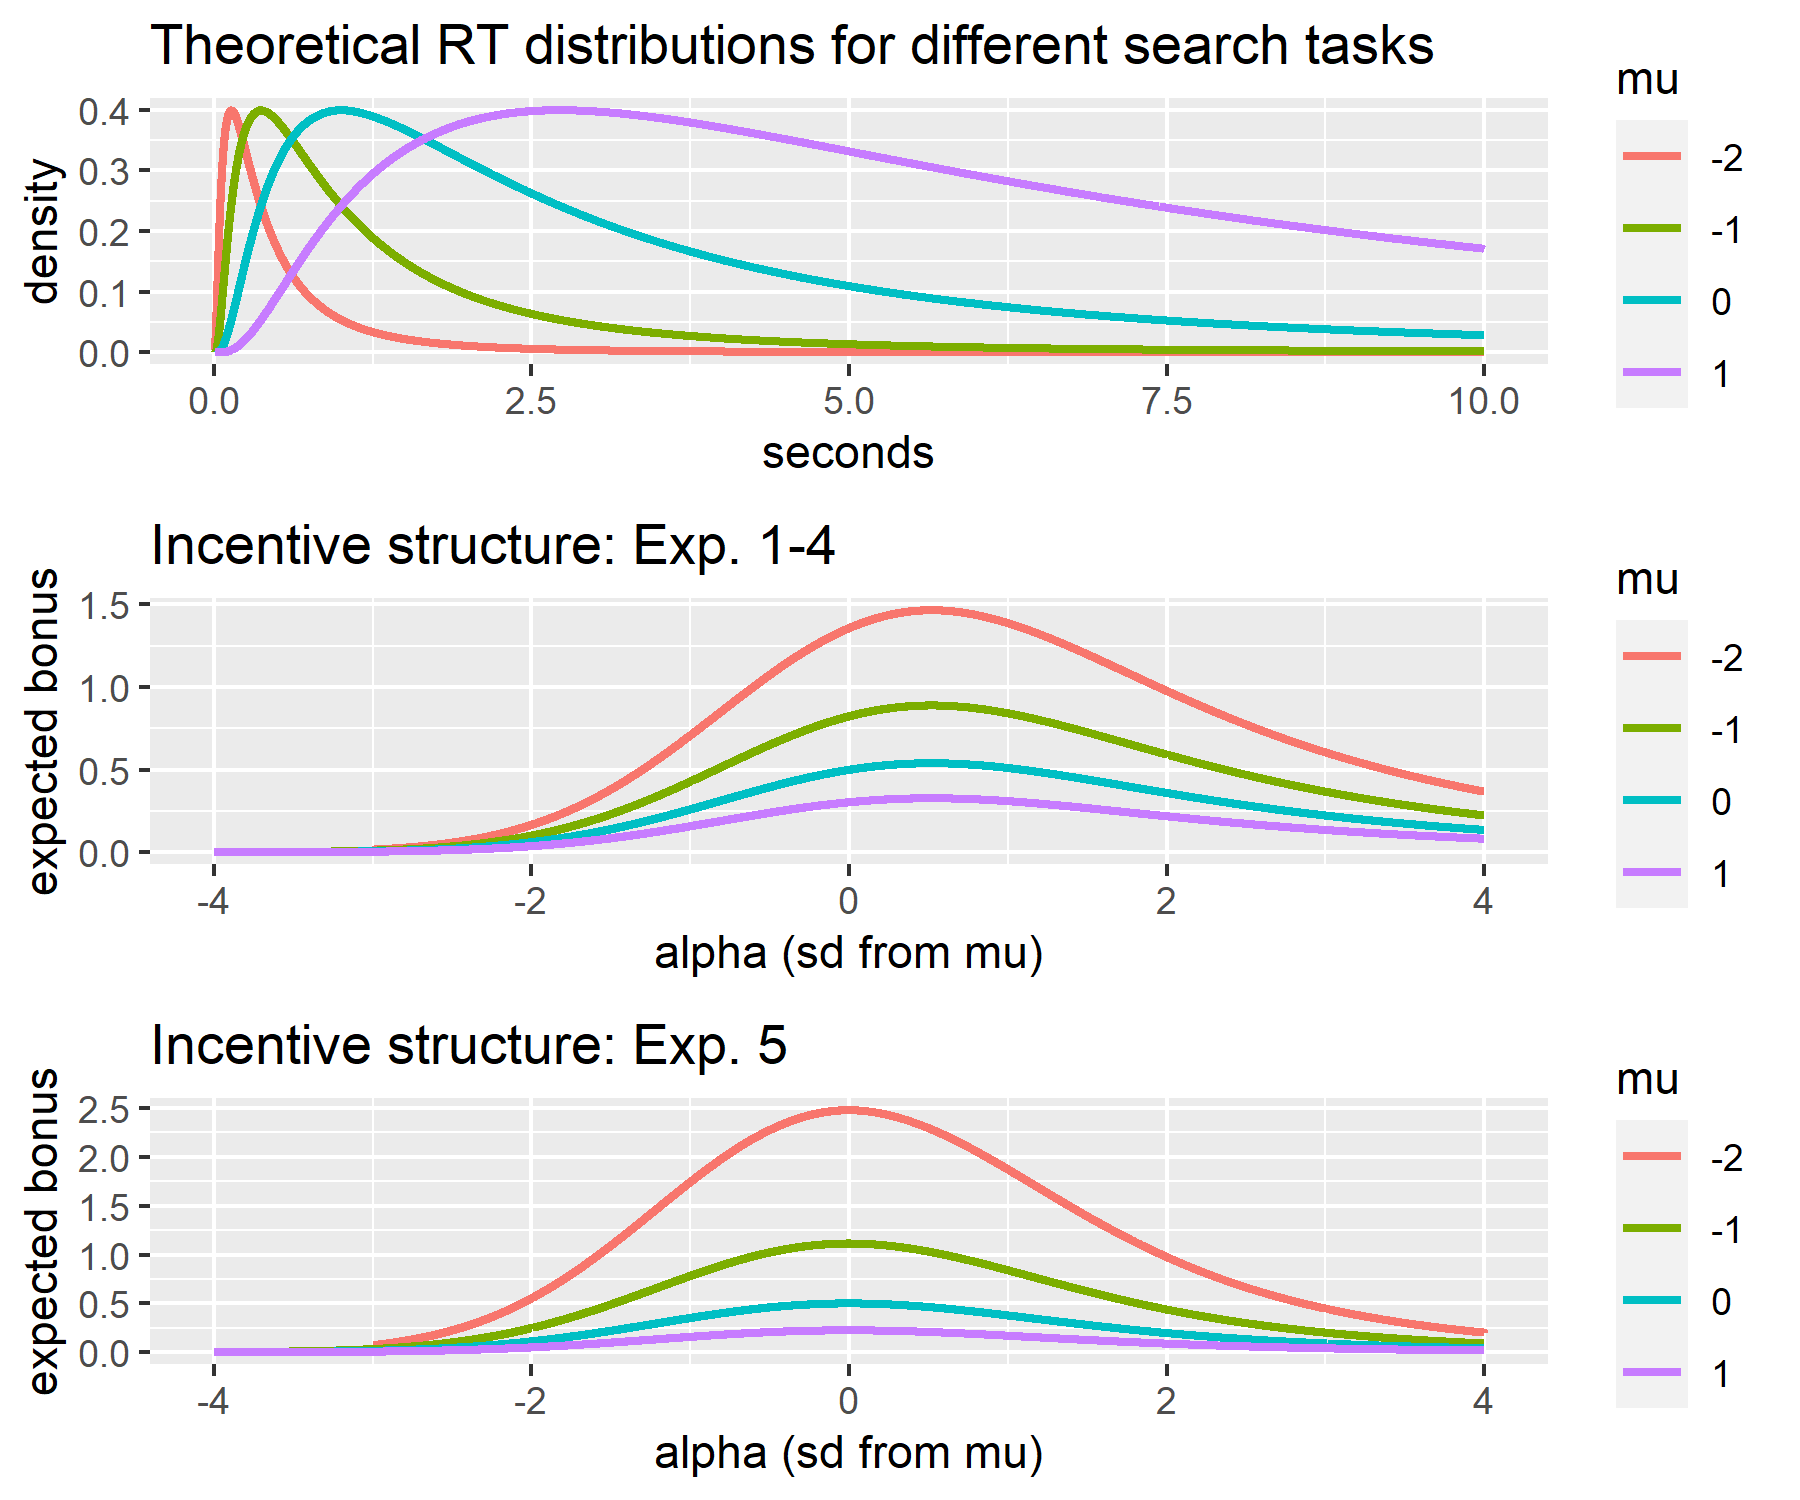 Theoretical RT distributions for different search tasks
density
0.4
0.3
0.2
0.1
0.0
0.0 2.5 5.0 7.5 10.0
seconds
mu
-2
-1
0
1
Incentive structure: Exp. 1-4
expected bonus
1.5
1.0
0.5
0.0
-4 -2 0 2 4
alpha (sd from mu)
mu
-2
-1
0
1
Incentive structure: Exp. 5
expected bonus
2.5
2.0
1.5
1.0
0.5
0.0
-4 -2 0 2 4
alpha (sd from mu)
mu
-2
-1
0
1